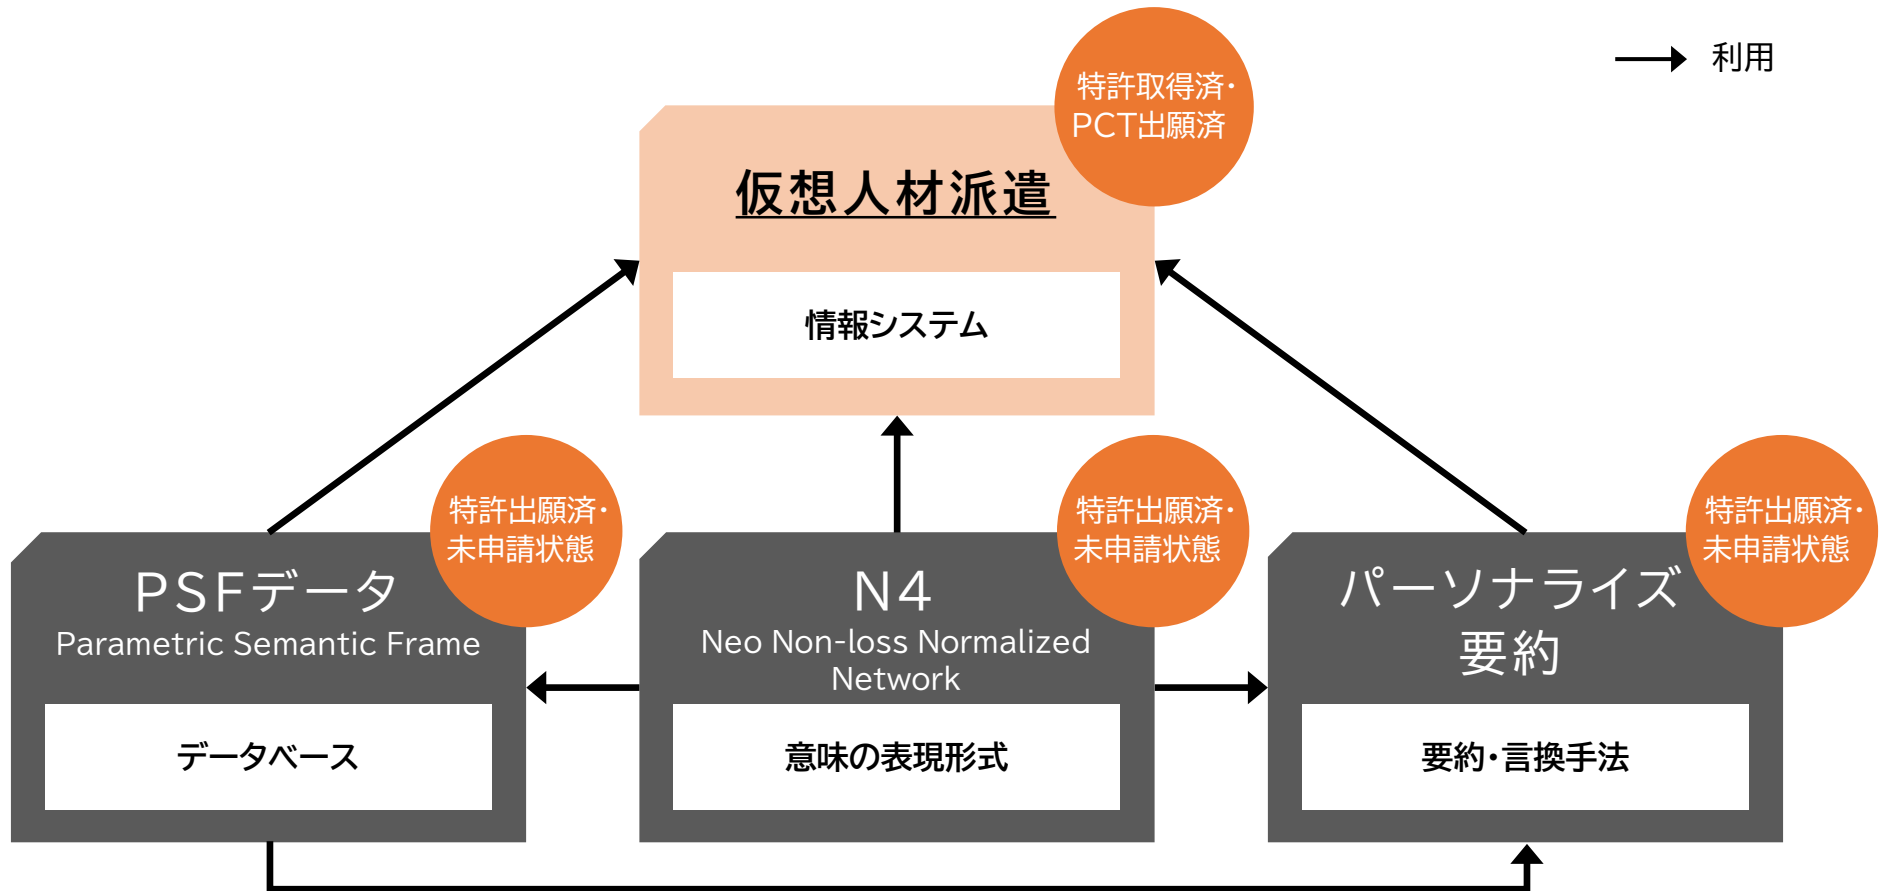 利用
特許取得済・
PCT出願済
仮想人材派遣
情報システム
特許出願済・
未申請状態
PSFデータ
Parametric Semantic Frame
データベース
特許出願済・
未申請状態
N4
Neo Non-loss Normalized
Network
意味の表現形式
特許出願済・
未申請状態
パーソナライズ
要約
要約・言換手法